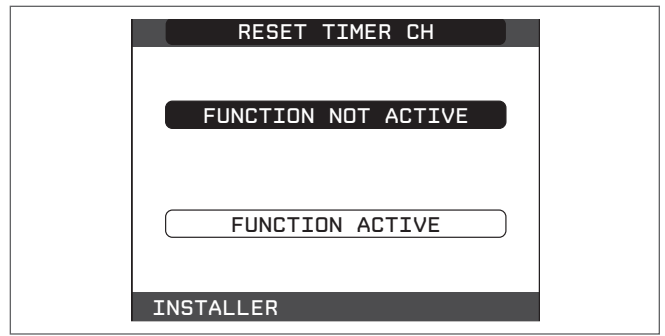 RESET TIMER CH
FUNCTION NOT ACTIVE
FUNCTION ACTIVE
INSTALLER